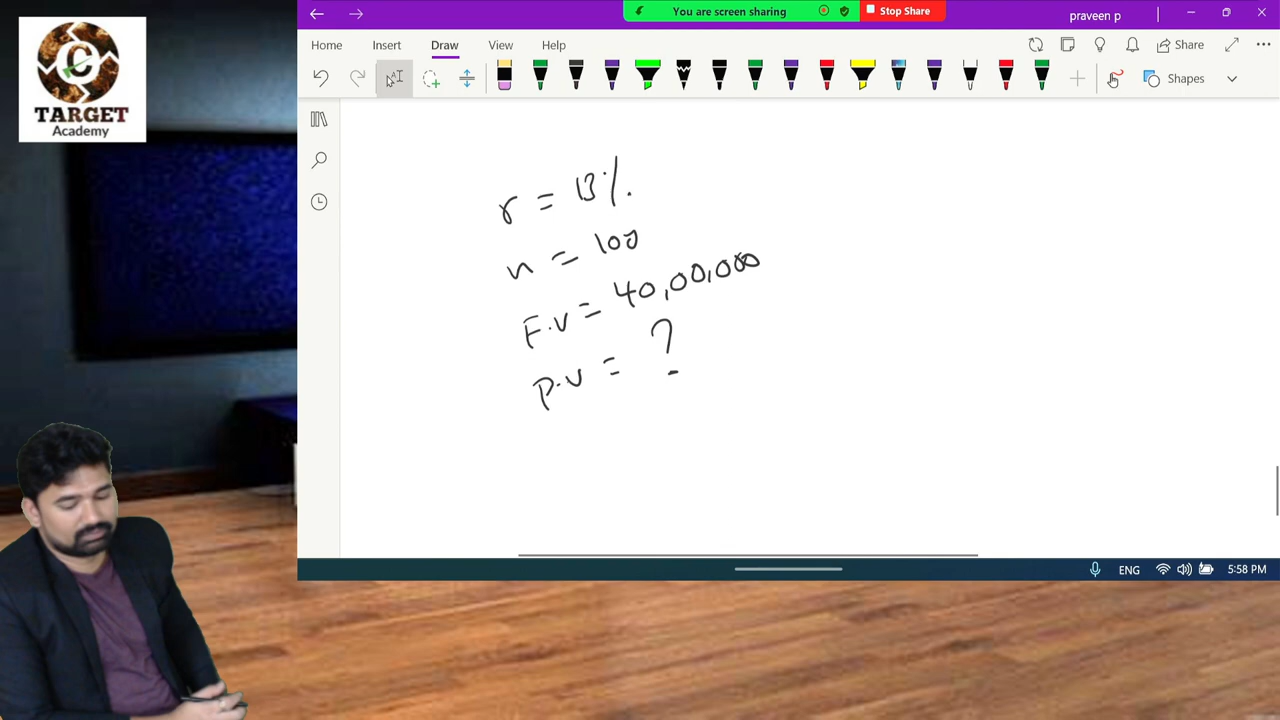 You are screen sharing
Stop Share
praveen p
Home Insert Draw View Help
Share
Shapes
TARGET
Academy
r = 13%.
n = 100
F.V = 40,00,000
P.V = ?
ENG
5:58 PM